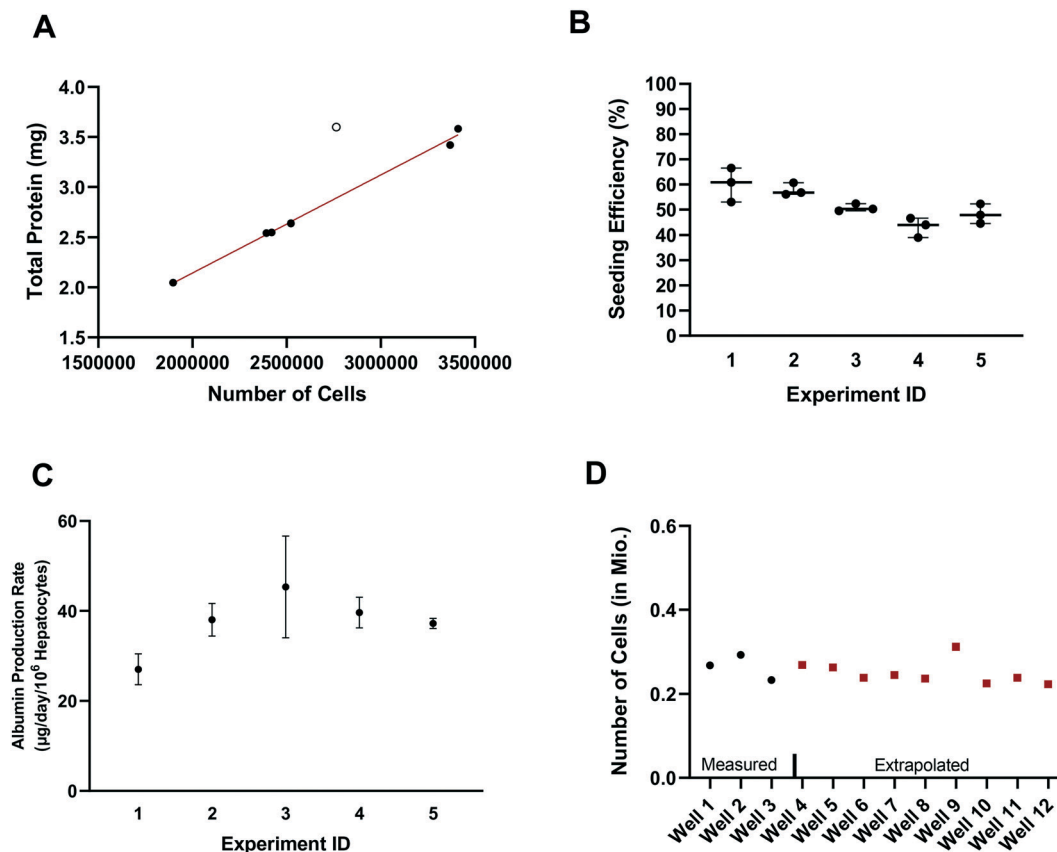 A
Total Protein (mg)
4.0
3.5
3.0
2.5
2.0
1.5
1500000 2000000 2500000 3000000 3500000
Number of Cells
B
Seeding Efficiency (%)
100
90
80
70
60
50
40
30
20
10
0
1 2 3 4 5
Experiment ID
C
Albumin Production Rate
(µg/day/10⁶ Hepatocytes)
60
40
20
0
1 2 3 4 5
Experiment ID
D
Number of Cells (in Mio.)
0.6
0.4
0.2
0.0
Measured Extrapolated
Well 1 Well 2 Well 3 Well 4 Well 5 Well 6 Well 7 Well 8 Well 9 Well 10 Well 11 Well 12